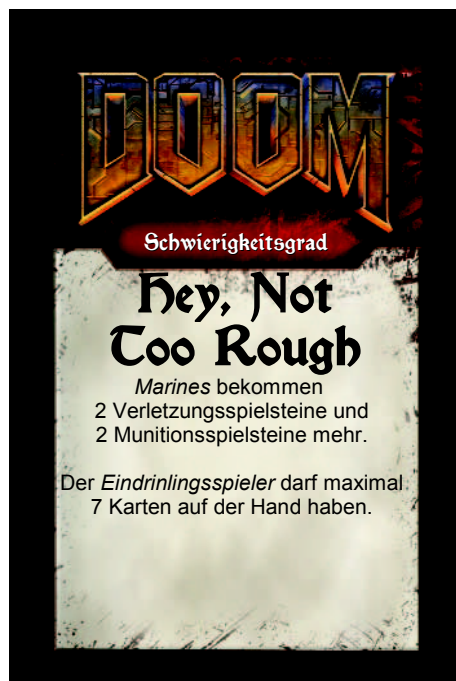 DOOM™
Schwierigkeitsgrad
Hey, Not
Too Rough
Marines bekommen
2 Verletzungsspielsteine und
2 Munitionsspielsteine mehr.
Der Eindrinlingsspieler darf maximal
7 Karten auf der Hand haben.